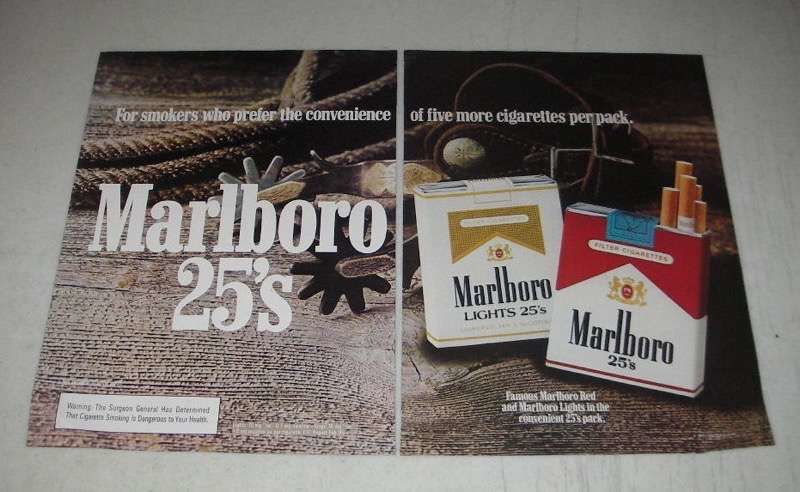 For smokers who prefer the convenience of five more cigarettes per pack.
Marlboro
25's
FILTER CIGARETTES
Marlboro
LIGHTS 25's
FILTER CIGARETTES
Marlboro
25's
Warning: The Surgeon General Has Determined
That Cigarette Smoking Is Dangerous to Your Health.
Famous Marlboro Red
and Marlboro Lights in the
convenient 25's pack.